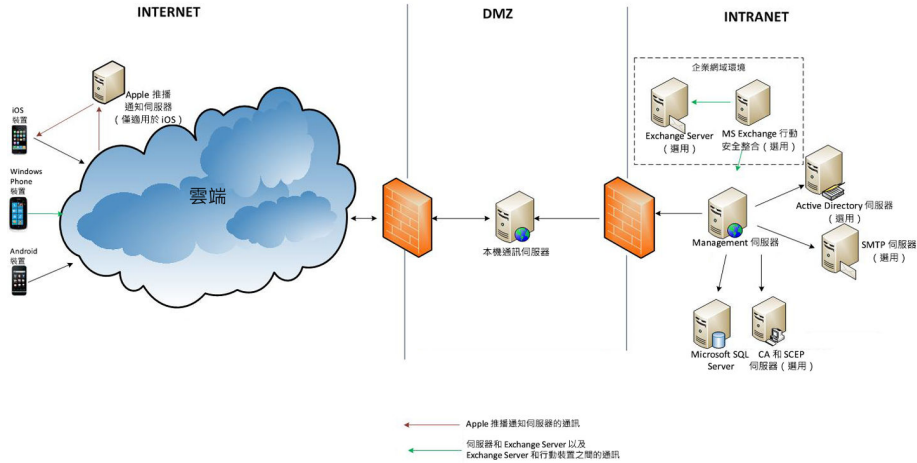 INTERNET
DMZ
INTRANET
Apple 推播
通知伺服器
（僅適用於 iOS）
iOS
裝置
Windows
Phone
裝置
Android
裝置
雲端
本機通訊伺服器
企業網域環境
Exchange Server
（選用）
MS Exchange 行動
安全整合（選用）
Management 伺服器
Active Directory 伺服器
（選用）
SMTP 伺服器
（選用）
Microsoft SQL
Server
CA 和 SCEP
伺服器（選用）
Apple 推播通知伺服器的通訊
伺服器和 Exchange Server 以及
Exchange Server 和行動裝置之間的通訊